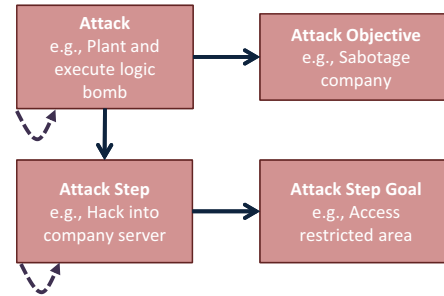 Attack
e.g., Plant and
execute logic
bomb
Attack Objective
e.g., Sabotage
company
Attack Step
e.g., Hack into
company server
Attack Step Goal
e.g., Access
restricted area